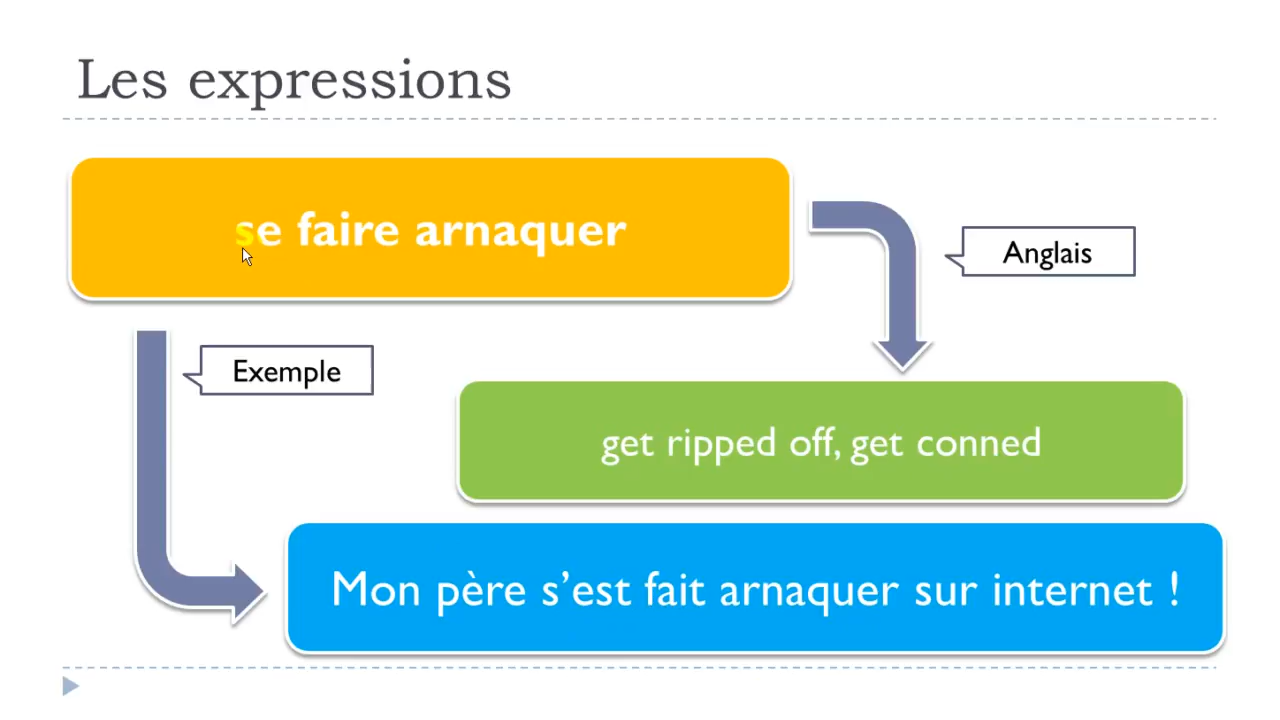 Les expressions
se faire arnaquer
Anglais
Exemple
get ripped off, get conned
Mon père s’est fait arnaquer sur internet !